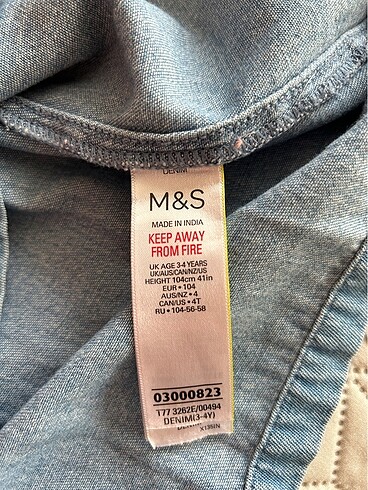 DENIM
M&S
MADE IN INDIA
KEEP AWAY
FROM FIRE
UK AGE 3-4 YEARS
UK/AUS/CAN/NZ/US
HEIGHT 104cm 41in
EUR • 104
AUS/NZ • 4
CAN/US • 4T
RU • 104-56-58
03000823
T77 3262E/00494
DENIM(3-4Y)